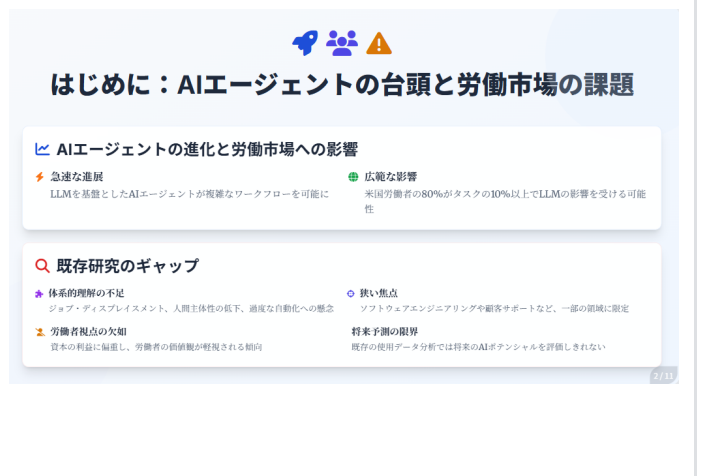 はじめに：AIエージェントの台頭と労働市場の課題
AIエージェントの進化と労働市場への影響
急速な進展
LLMを基盤としたAIエージェントが複雑なワークフローを可能に
広範な影響
米国労働者の80%がタスクの10%以上でLLMの影響を受ける可能
性
既存研究のギャップ
体系的理解の不足
ジョブ・ディスプレイスメント、人間主体性の低下、過度な自動化への懸念
狭い焦点
ソフトウェアエンジニアリングや顧客サポートなど、一部の領域に限定
労働者視点の欠如
資本の利益に偏重し、労働者の価値観が軽視される傾向
将来予測の限界
既存の使用データ分析では将来のAIポテンシャルを評価しきれない
2 / 11